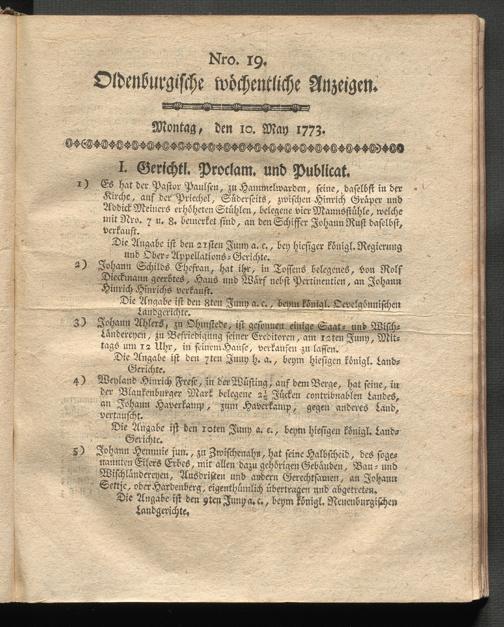 Nro. 19.
Oldenburgische wöchentliche Anzeigen.
Montag, den 10. May 1773.
I. Gerichtl. Proclam. und Publicat.
1) Es hat der Pastor Paulsen, zu Hammelwarden, seine, daselbst in der
Kirche, auf der Priechel, Süderseits, zwischen Hinrich Gräper und
Addick Meiners erhöheten Stühlen, belegene vier Mannsstühle, welche
mit Nro. 7 u. 8. bemerket sind, an den Schiffer Johann Rust daselbst,
verkauft.
Die Angabe ist den 21sten Juny a. c., bey hiesiger königl. Regierung
und Ober-Appellations-Gerichte.
2) Johann Schilds Ehefrau, hat ihr, in Tossens belegenes, von Rolf
Dieckmann geerbtes, Haus und Wärf nebst Pertinentien, an Johann
Hinrich Hinrichs verkauft.
Die Angabe ist den 8ten Juny a. c., beym königl. Oevelgönnischen
Landgerichte.
3) Johann Ahlers, zu Ohmstede, ist gesonnen einige Saat- und Wisch-
Ländereyen, zu Befriedigung seiner Creditoren, am 12ten Juny, Mit-
tags um 12 Uhr, in seinem Hause, verkaufen zu lassen.
Die Angabe ist den 7ten Juny h. a., beym hiesigen königl. Land-
Gerichte.
4) Weyland Hinrich Frese, in der Wüsting, auf dem Berge, hat seine, in
der Blankenburger Mark belegene 2½ Jücken contribuablen Landes,
an Johann Haverkamp, zum Haverkamp, gegen anderes Land,
vertauscht.
Die Angabe ist den 10ten Juny a. c., beym hiesigen königl. Land-
Gerichte.
5) Johann Hemmie jun., zu Zwischenahn, hat seine Halbscheid, des soge-
nannten Eilers Erbes, mit allen dazu gehörigen Gebäuden, Bau- und
Wischländereyen, Ausdriften und andern Gerechtsamen, an Johann
Settje, ober Hardenberg, eigenthümlich übertragen und abgetreten.
Die Angabe ist den 9ten Juny a. c., beym königl. Neuenburgischen
Landgerichte.